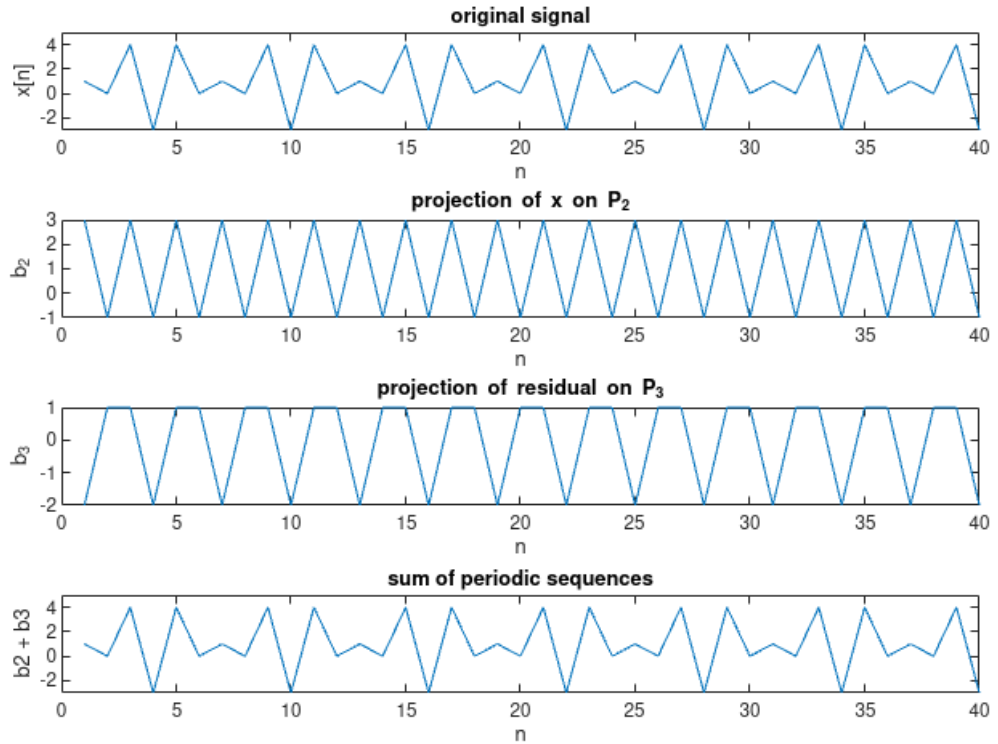 original signal
4
2
0
-2
x[n]
0 5 10 15 20 25 30 35 40
n
projection of x on P₂
3
2
1
0
-1
b₂
0 5 10 15 20 25 30 35 40
n
projection of residual on P₃
1
0
-1
-2
b₃
0 5 10 15 20 25 30 35 40
n
sum of periodic sequences
4
2
0
-2
b2 + b3
0 5 10 15 20 25 30 35 40
n